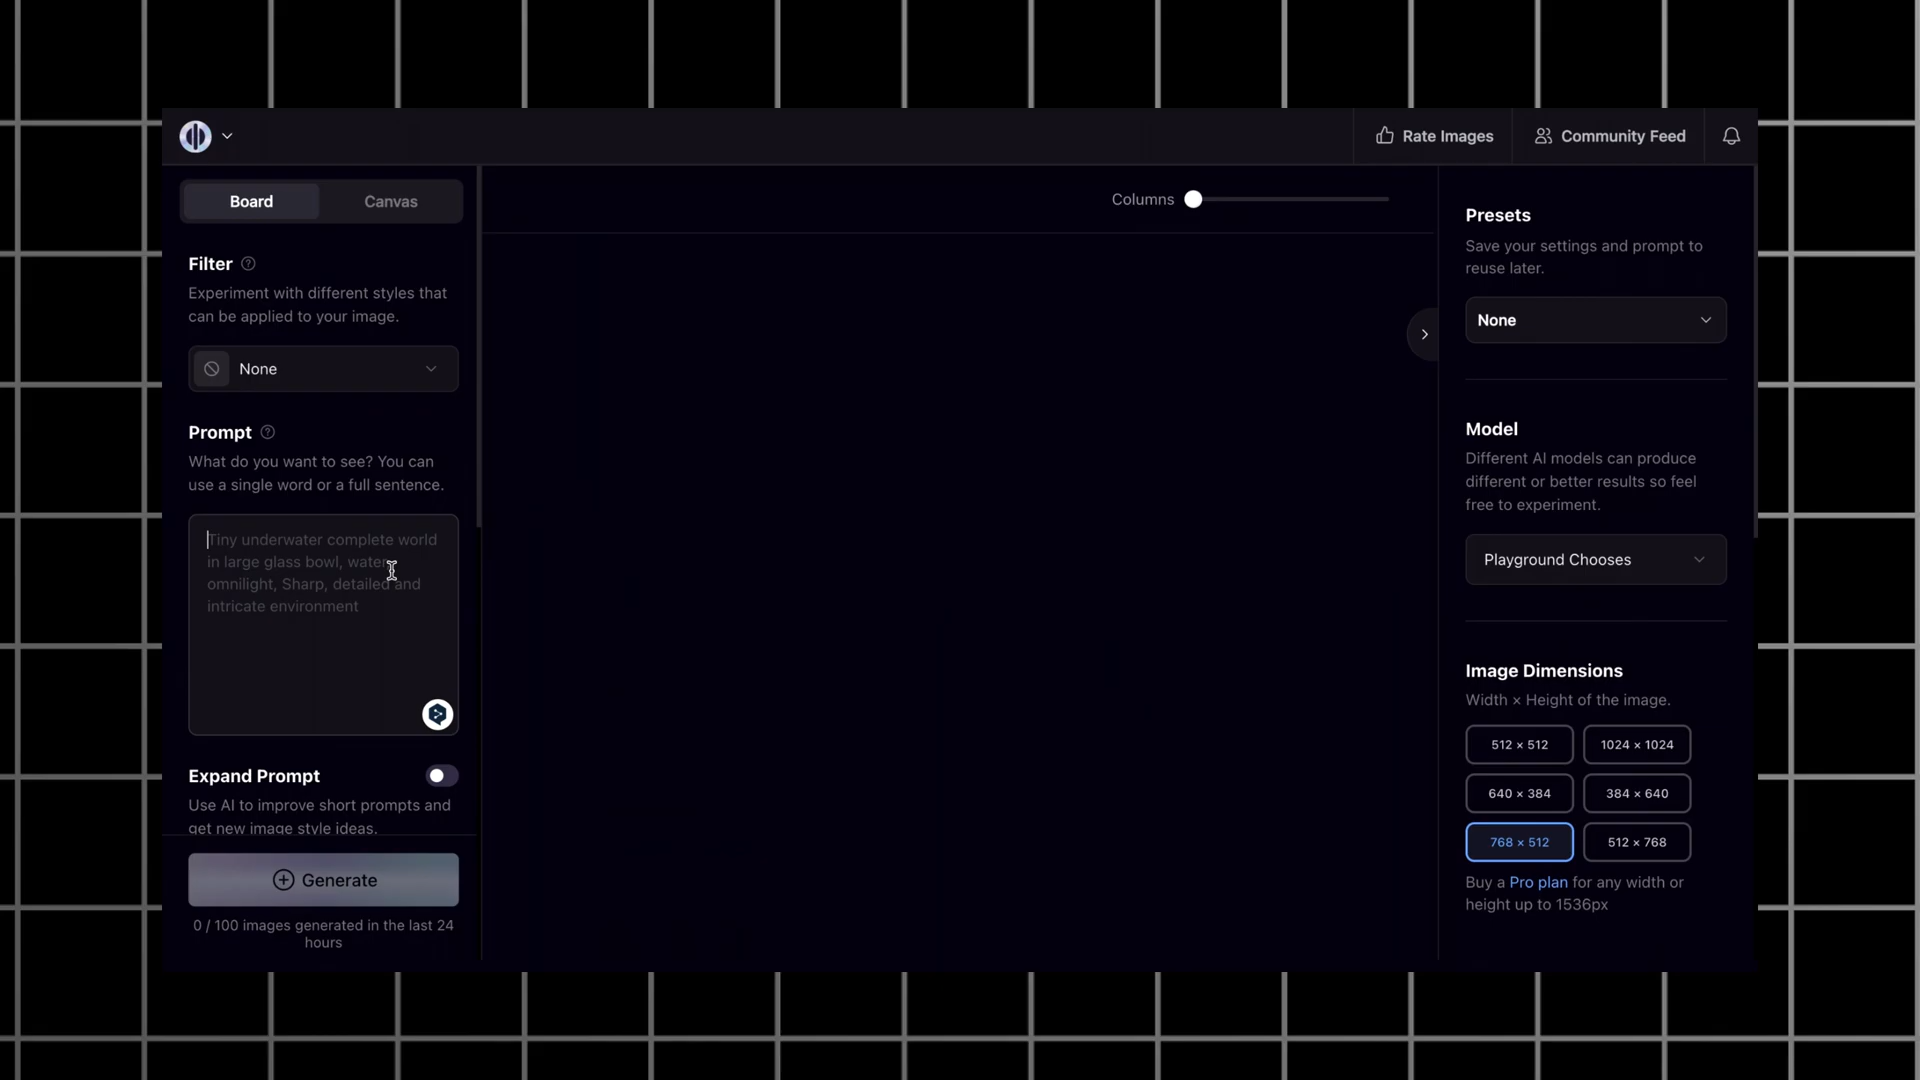 Rate Images
Community Feed
Board
Canvas
Columns
Filter
Experiment with different styles that
can be applied to your image.
None
Prompt
What do you want to see? You can
use a single word or a full sentence.
Tiny underwater complete world
in large glass bowl, water,
omnilight, Sharp, detailed and
intricate environment
Expand Prompt
Use AI to improve short prompts and
get new image style ideas.
Generate
0 / 100 images generated in the last 24
hours
Presets
Save your settings and prompt to
reuse later.
None
Model
Different AI models can produce
different or better results so feel
free to experiment.
Playground Chooses
Image Dimensions
Width × Height of the image.
512 × 512
1024 × 1024
640 × 384
384 × 640
768 × 512
512 × 768
Buy a Pro plan for any width or
height up to 1536px